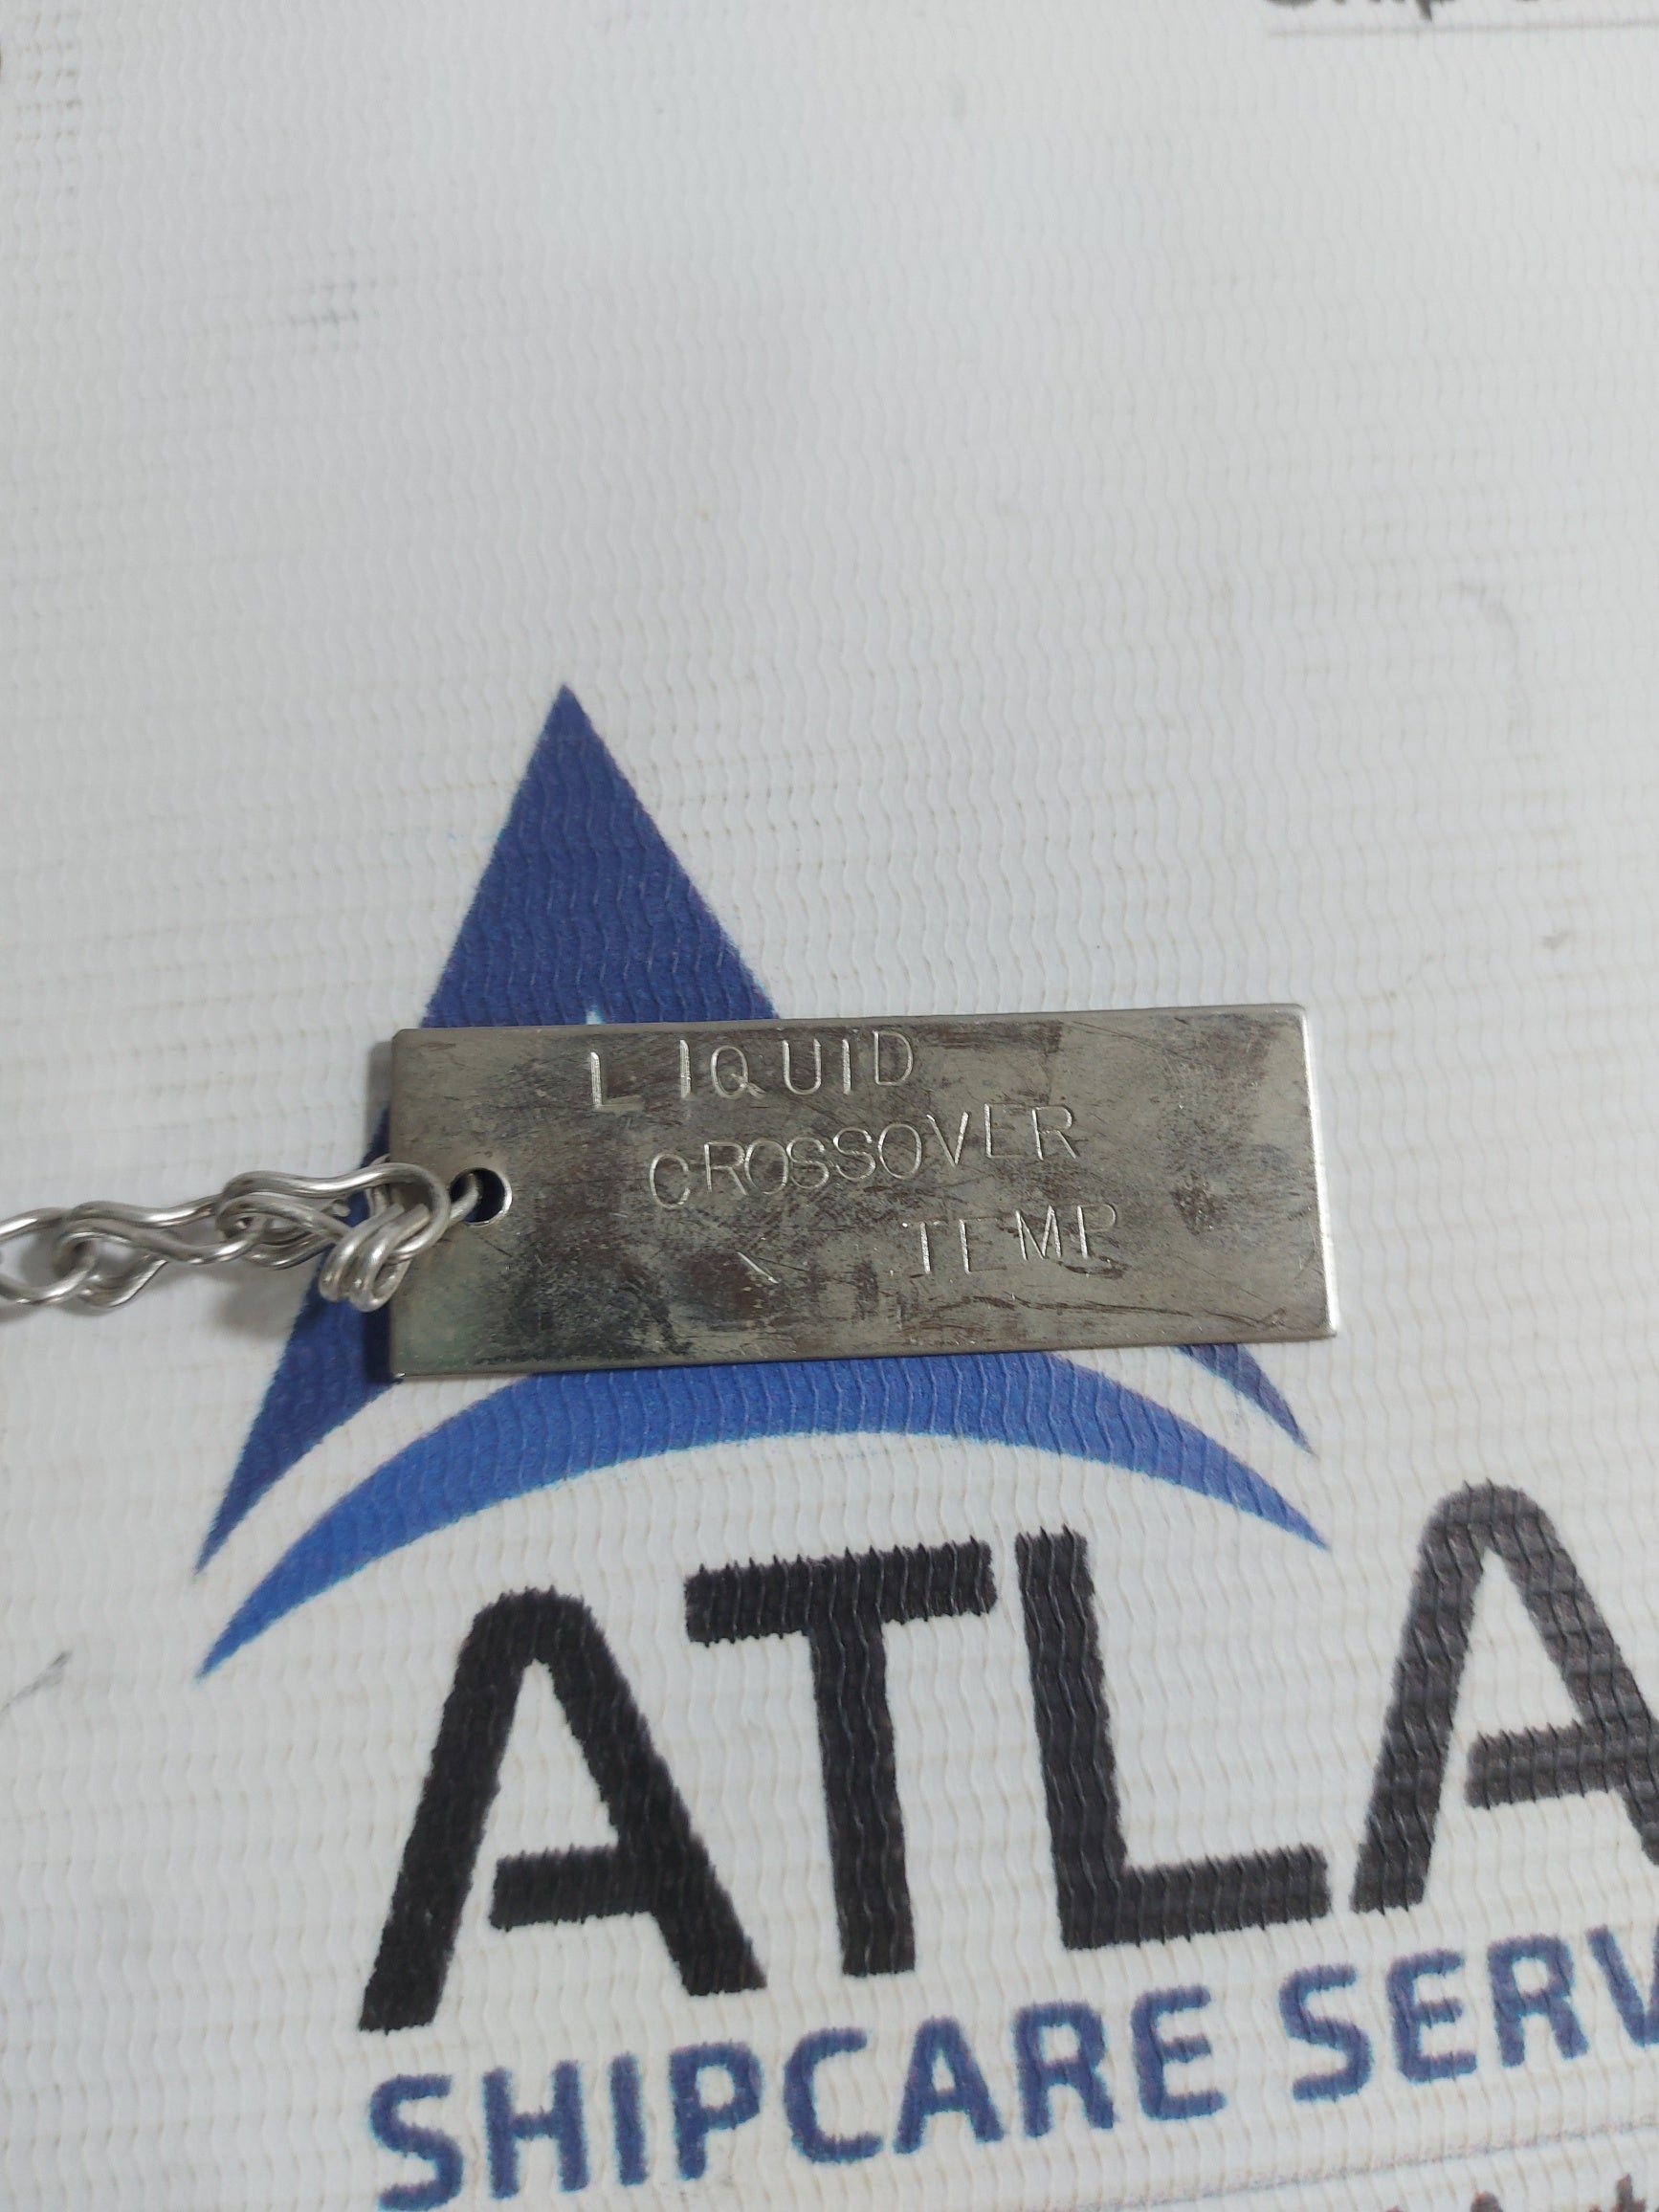 LIQUID
CROSSOVER
TEMP
ATLA
SHIPCARE SERV